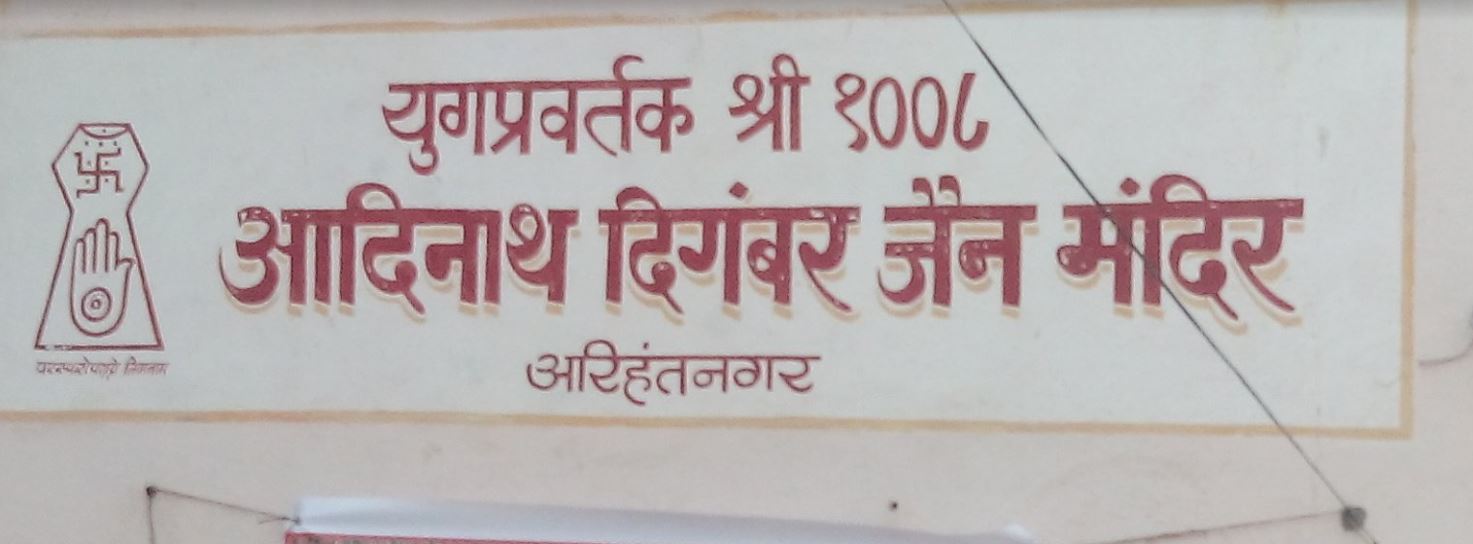 युगप्रवर्तक श्री १००८
आदिनाथ दिगंबर जैन मंदिर
अरिहंतनगर